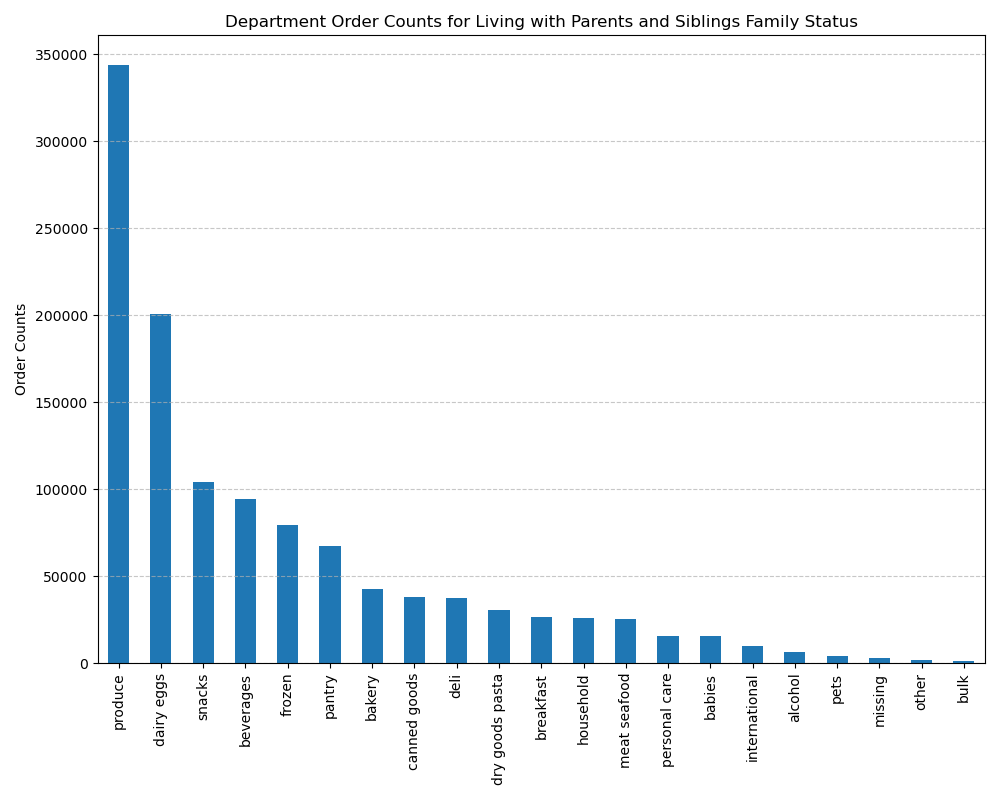 Department Order Counts for Living with Parents and Siblings Family Status
350000
300000
250000
200000
150000
100000
50000
0
Order Counts
produce
dairy eggs
snacks
beverages
frozen
pantry
bakery
canned goods
deli
dry goods pasta
breakfast
household
meat seafood
personal care
babies
international
alcohol
pets
missing
other
bulk